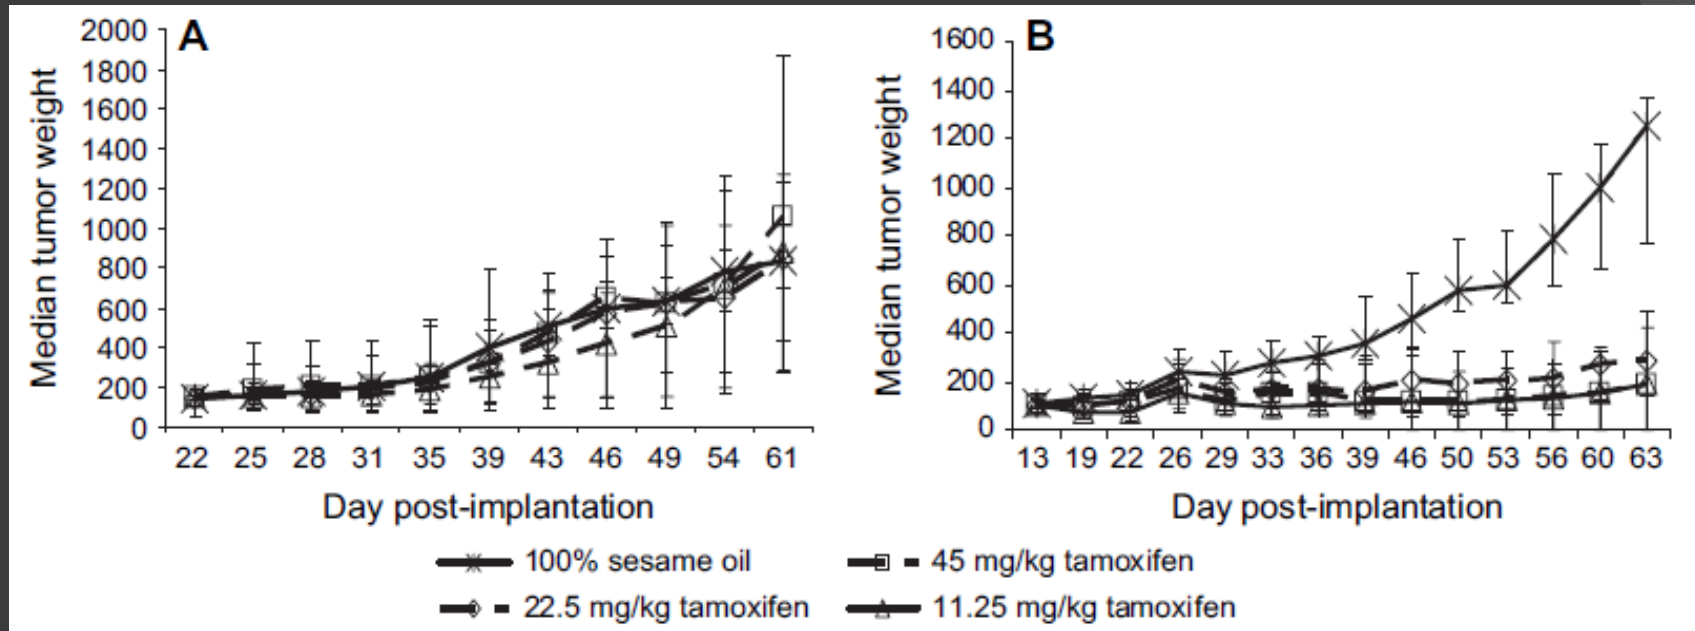 A
Median tumor weight
2000
1800
1600
1400
1200
1000
800
600
400
200
0
22 25 28 31 35 39 43 46 49 54 61
Day post-implantation
B
Median tumor weight
1600
1400
1200
1000
800
600
400
200
0
13 19 22 26 29 33 36 39 46 50 53 56 60 63
Day post-implantation
100% sesame oil
45 mg/kg tamoxifen
22.5 mg/kg tamoxifen
11.25 mg/kg tamoxifen